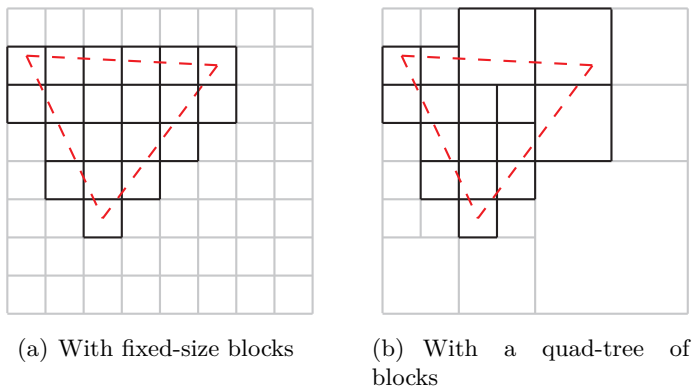 (a) With fixed-size blocks
(b) With a quad-tree of
blocks